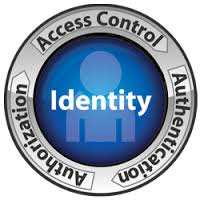 Access Control
Identity
Authentication
Authorization